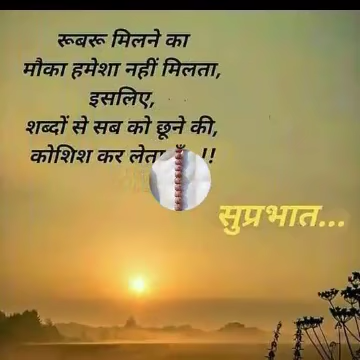 रूबरू मिलने का
मौका हमेशा नहीं मिलता,
इसलिए,
शब्दों से सब को छूने की,
कोशिश कर लेता ..!!
सुप्रभात...